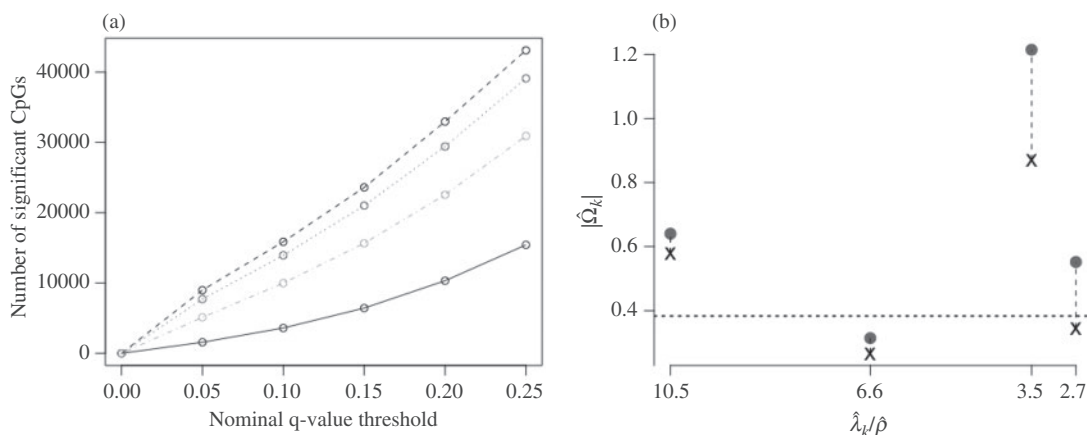 (a)
Number of significant CpGs
40000
30000
20000
10000
0
0.00 0.05 0.10 0.15 0.20 0.25
Nominal q-value threshold
(b)
|Ω̂k|
1.2
1.0
0.8
0.6
0.4
10.5 6.6 3.5 2.7
λ̂k/ρ̂